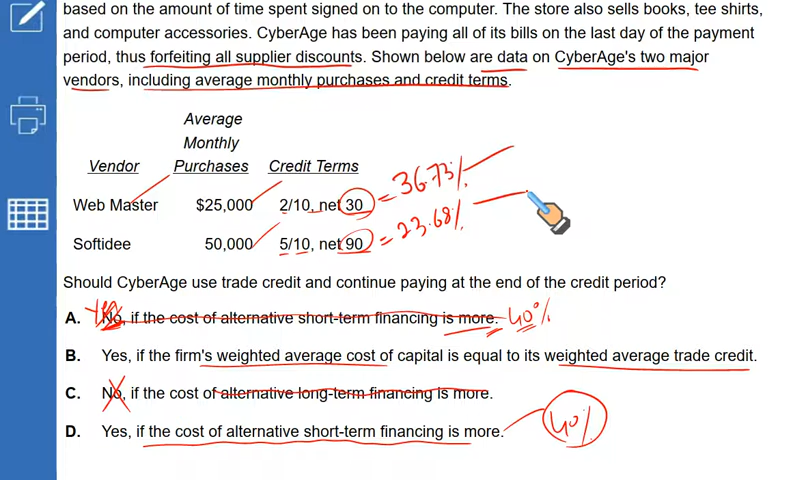 based on the amount of time spent signed on to the computer. The store also sells books, tee shirts,
and computer accessories. CyberAge has been paying all of its bills on the last day of the payment
period, thus forfeiting all supplier discounts. Shown below are data on CyberAge's two major
vendors, including average monthly purchases and credit terms.
Average
Monthly
Vendor Purchases Credit Terms
Web Master $25,000 2/10, net 30 = 36.73%
Softidee 50,000 5/10, net 90 = 23.68%
Should CyberAge use trade credit and continue paying at the end of the credit period?
A. Yes No, if the cost of alternative short-term financing is more. 40%
B. Yes, if the firm's weighted average cost of capital is equal to its weighted average trade credit.
C. No, if the cost of alternative long-term financing is more.
D. Yes, if the cost of alternative short-term financing is more. 40%